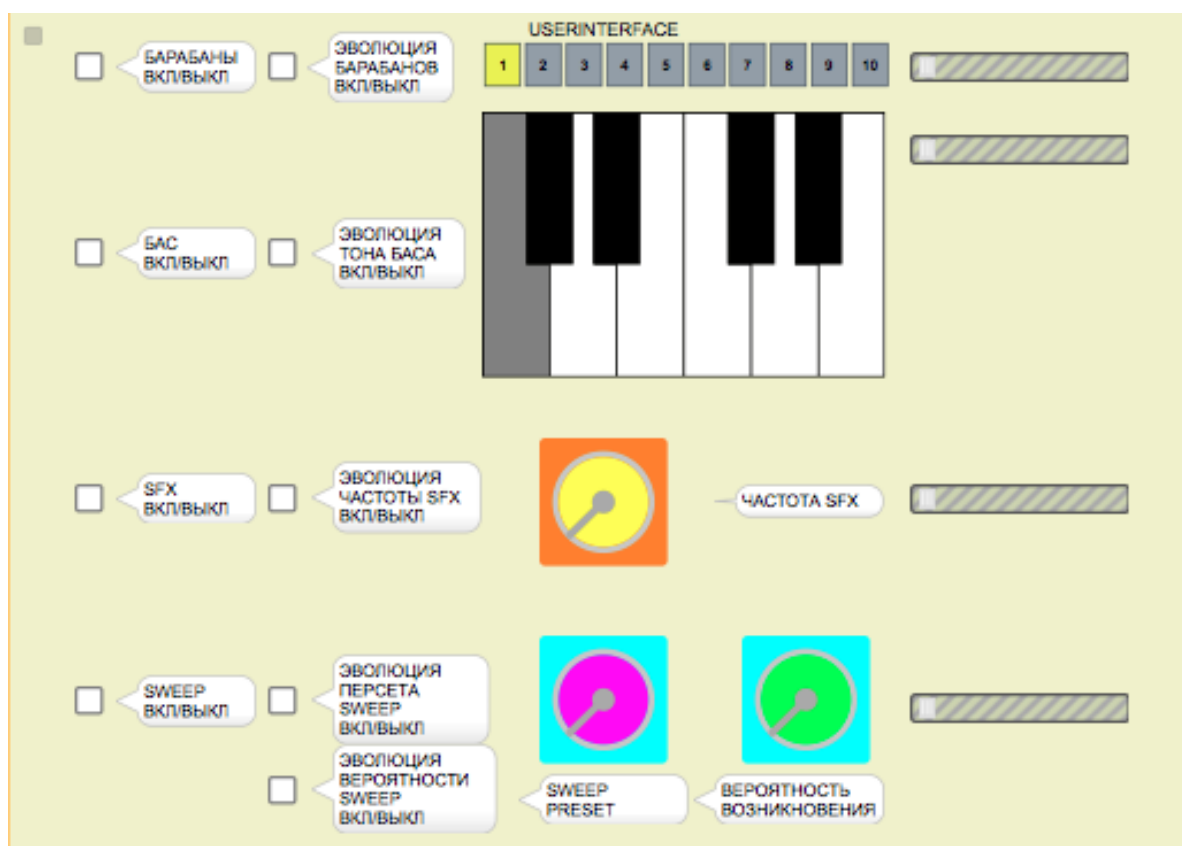 USERINTERFACE
БАРАБАНЫ
ВКЛ/ВЫКЛ
ЭВОЛЮЦИЯ
БАРАБАНОВ
ВКЛ/ВЫКЛ
1 2 3 4 5 6 7 8 9 10
БАС
ВКЛ/ВЫКЛ
ЭВОЛЮЦИЯ
ТОНА БАСА
ВКЛ/ВЫКЛ
SFX
ВКЛ/ВЫКЛ
ЭВОЛЮЦИЯ
ЧАСТОТЫ SFX
ВКЛ/ВЫКЛ
ЧАСТОТА SFX
SWEEP
ВКЛ/ВЫКЛ
ЭВОЛЮЦИЯ
ПЕРСЕТА
SWEEP
ВКЛ/ВЫКЛ
ЭВОЛЮЦИЯ
ВЕРОЯТНОСТИ
SWEEP
ВКЛ/ВЫКЛ
SWEEP
PRESET
ВЕРОЯТНОСТЬ
ВОЗНИКНОВЕНИЯ